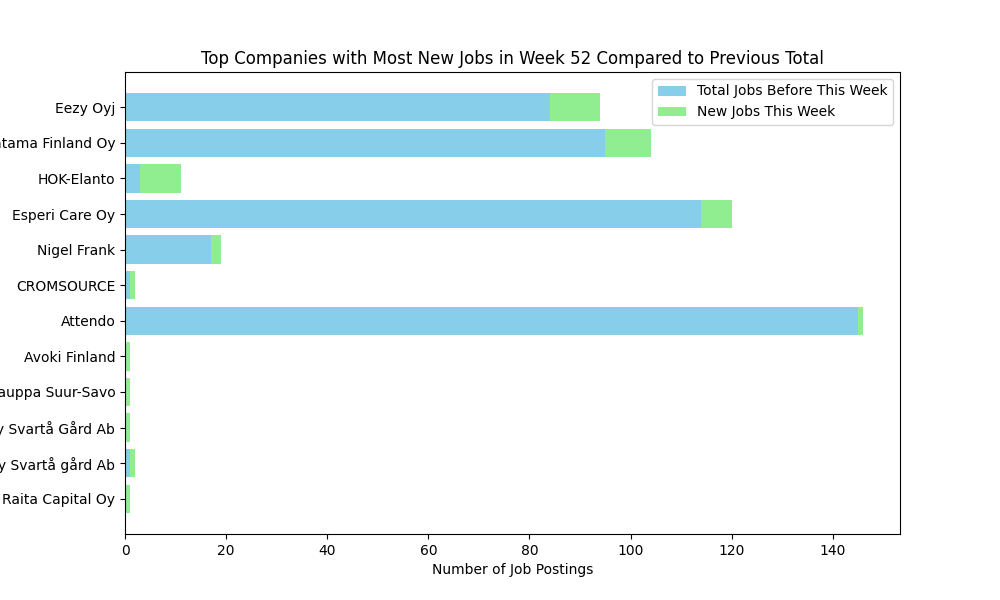 Top Companies with Most New Jobs in Week 52 Compared to Previous Total
Total Jobs Before This Week
New Jobs This Week
Eezy Oyj
Finland Oy
HOK-Elanto
Esperi Care Oy
Nigel Frank
CROMSOURCE
Attendo
Avoki Finland
Suur-Savo
Svartå Gård Ab
Svartå gård Ab
Raita Capital Oy
0 20 40 60 80 100 120 140
Number of Job Postings